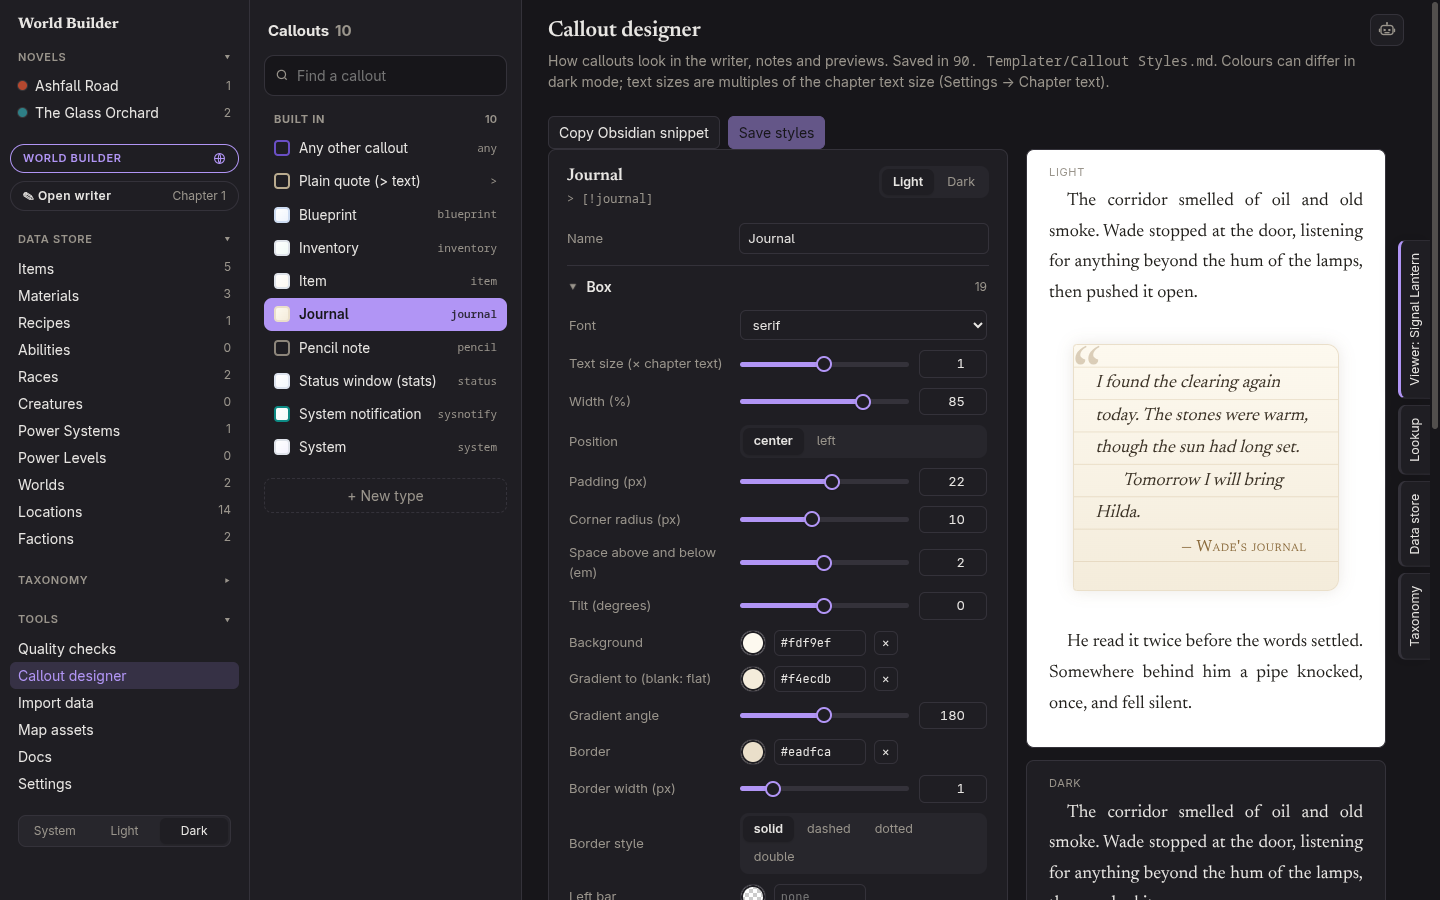 World Builder
NOVELS
Ashfall Road 1
The Glass Orchard 2
WORLD BUILDER
Open writer Chapter 1
DATA STORE
Items 5
Materials 3
Recipes 1
Abilities 0
Races 2
Creatures 0
Power Systems 1
Power Levels 0
Worlds 2
Locations 14
Factions 2
TAXONOMY
TOOLS
Quality checks
Callout designer
Import data
Map assets
Docs
Settings
System Light Dark
Callouts 10
Find a callout
BUILT IN 10
Any other callout any
Plain quote (> text) >
Blueprint blueprint
Inventory inventory
Item item
Journal journal
Pencil note pencil
Status window (stats) status
System notification sysnotify
System system
+ New type
Callout designer
How callouts look in the writer, notes and previews. Saved in 90. Templater/Callout Styles.md. Colours can differ in
dark mode; text sizes are multiples of the chapter text size (Settings → Chapter text).
Copy Obsidian snippet Save styles
Journal Light Dark
> [!journal]
Name Journal
Box 19
Font serif
Text size (× chapter text) 1
Width (%) 85
Position center left
Padding (px) 22
Corner radius (px) 10
Space above and below
(em) 2
Tilt (degrees) 0
Background #fdf9ef ×
Gradient to (blank: flat) #f4ecdb ×
Gradient angle 180
Border #eadfca ×
Border width (px) 1
Border style solid dashed dotted
double
Left bar none
LIGHT
The corridor smelled of oil and old
smoke. Wade stopped at the door, listening
for anything beyond the hum of the lamps,
then pushed it open.
“
I found the clearing again
today. The stones were warm,
though the sun had long set.
Tomorrow I will bring
Hilda.
– Wade's journal
He read it twice before the words settled.
Somewhere behind him a pipe knocked,
once, and fell silent.
DARK
The corridor smelled of oil and old
smoke. Wade stopped at the door, listening
for anything beyond the hum of the lamps,
Viewer: Signal Lantern
Lookup
Data store
Taxonomy